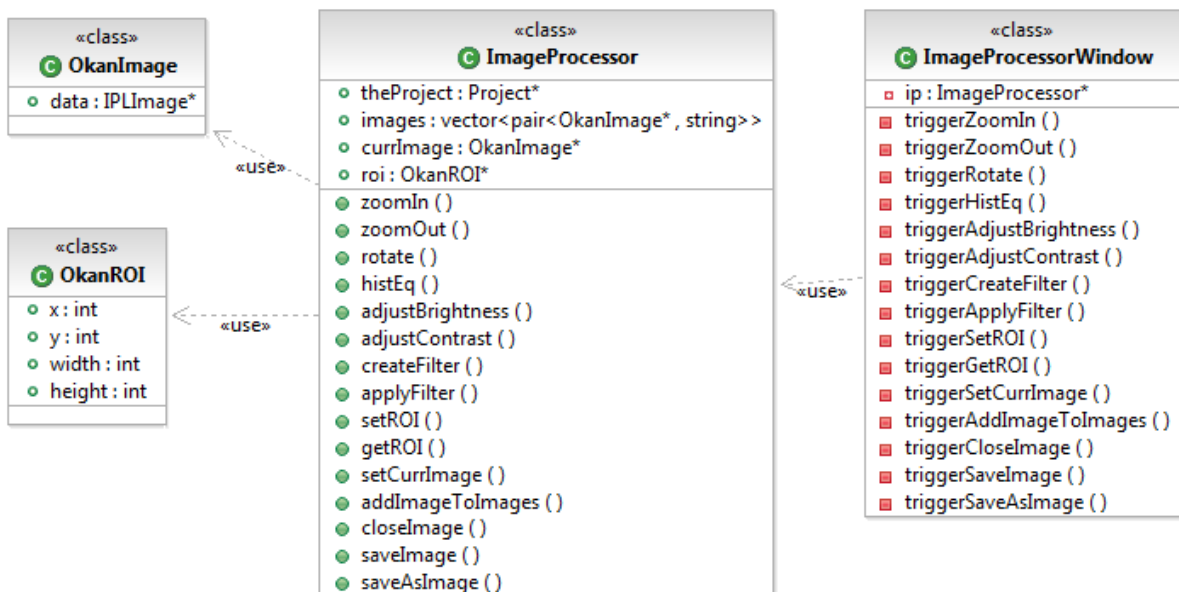 «class»
OkanImage
data : IPLImage*
«class»
OkanROI
x : int
y : int
width : int
height : int
«use»
«use»
«class»
ImageProcessor
theProject : Project*
images : vector<pair<OkanImage* , string>>
currImage : OkanImage*
roi : OkanROI*
zoomIn ( )
zoomOut ( )
rotate ( )
histEq ( )
adjustBrightness ( )
adjustContrast ( )
createFilter ( )
applyFilter ( )
setROI ( )
getROI ( )
setCurrImage ( )
addImageToImages ( )
closeImage ( )
saveImage ( )
saveAsImage ( )
«use»
«class»
ImageProcessorWindow
ip : ImageProcessor*
triggerZoomIn ( )
triggerZoomOut ( )
triggerRotate ( )
triggerHistEq ( )
triggerAdjustBrightness ( )
triggerAdjustContrast ( )
triggerCreateFilter ( )
triggerApplyFilter ( )
triggerSetROI ( )
triggerGetROI ( )
triggerSetCurrImage ( )
triggerAddImageToImages ( )
triggerCloseImage ( )
triggerSaveImage ( )
triggerSaveAsImage ( )